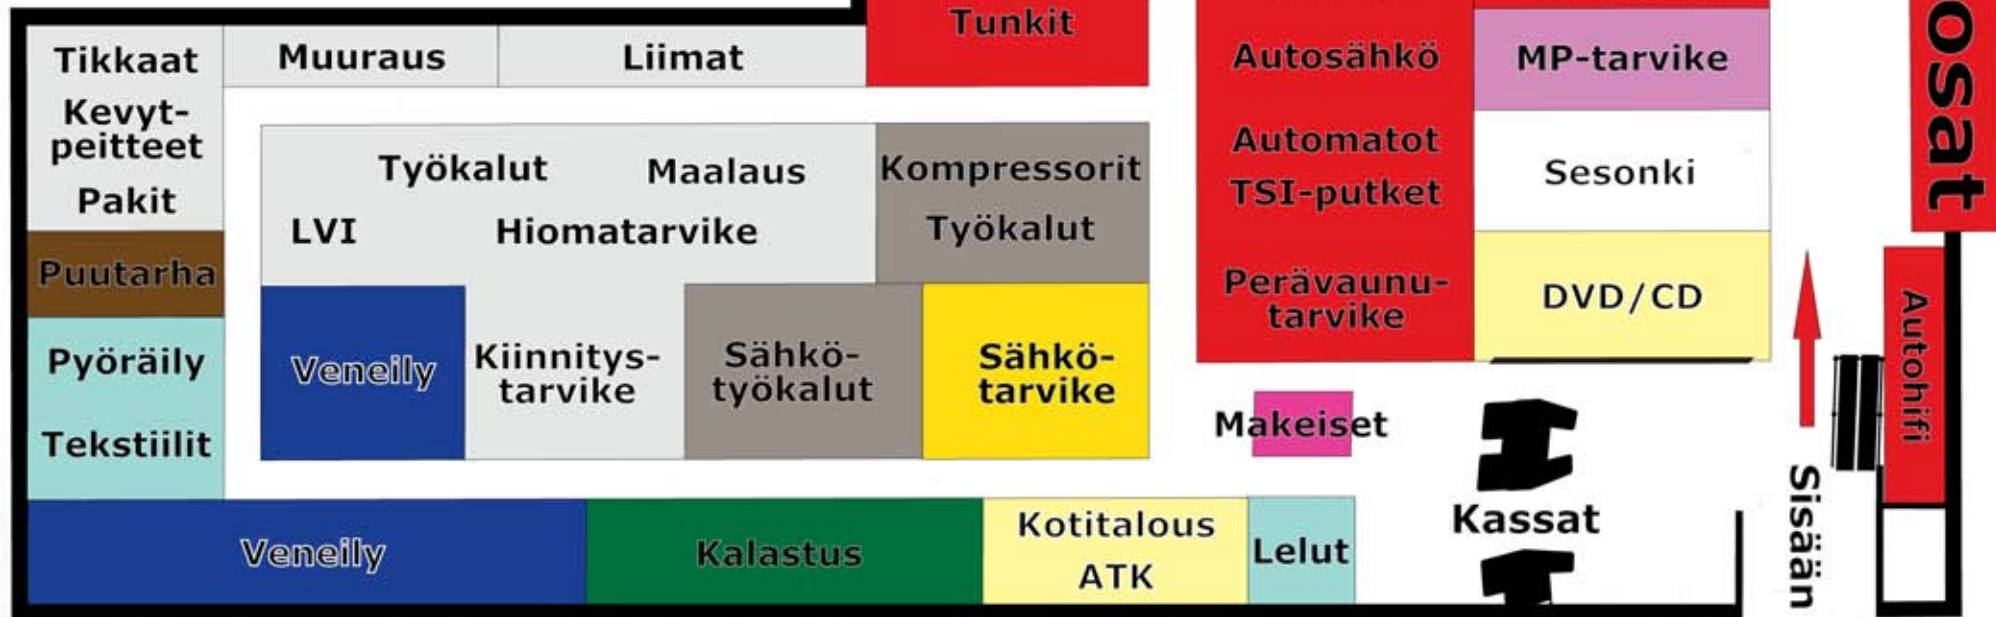 Tunkit
Tikkaat
Kevyt-
peitteet
Pakit
Muuraus
Liimat
Autosähkö
MP-tarvike
osat
Työkalut
Maalaus
Kompressorit
Automatot
TSI-putket
Sesonki
LVI
Hiomatarvike
Työkalut
Puutarha
Perävaunu-
tarvike
DVD/CD
Autohifi
Pyöräily
Tekstiilit
Veneily
Kiinnitys-
tarvike
Sähkö-
työkalut
Sähkö-
tarvike
Makeiset
Sisään
Veneily
Kalastus
Kotitalous
ATK
Lelut
Kassat